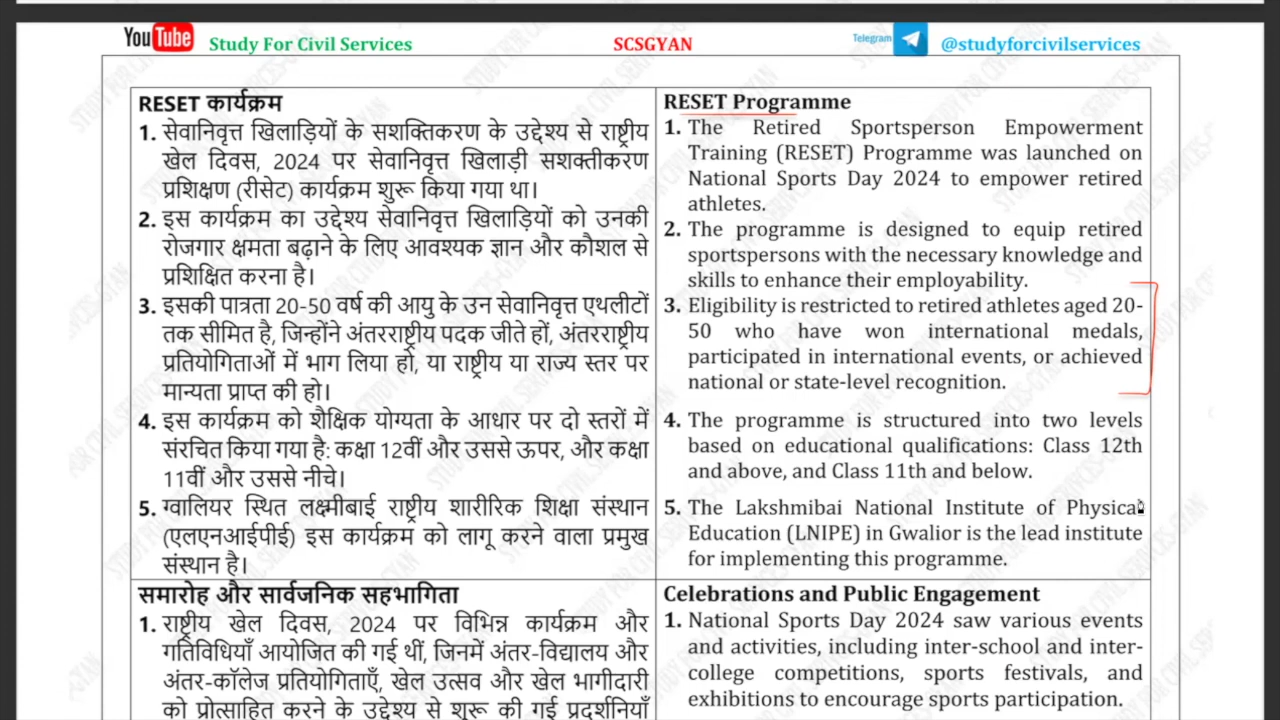 YouTube Study For Civil Services SCSGYAN Telegram @studyforcivilservices
RESET कार्यक्रम
1. सेवानिवृत्त खिलाड़ियों के सशक्तिकरण के उद्देश्य से राष्ट्रीय
खेल दिवस, 2024 पर सेवानिवृत्त खिलाड़ी सशक्तीकरण
प्रशिक्षण (रीसेट) कार्यक्रम शुरू किया गया था।
2. इस कार्यक्रम का उद्देश्य सेवानिवृत्त खिलाड़ियों को उनकी
रोजगार क्षमता बढ़ाने के लिए आवश्यक ज्ञान और कौशल से
प्रशिक्षित करना है।
3. इसकी पात्रता 20-50 वर्ष की आयु के उन सेवानिवृत्त एथलीटों
तक सीमित है, जिन्होंने अंतरराष्ट्रीय पदक जीते हों, अंतरराष्ट्रीय
प्रतियोगिताओं में भाग लिया हो, या राष्ट्रीय या राज्य स्तर पर
मान्यता प्राप्त की हो।
4. इस कार्यक्रम को शैक्षिक योग्यता के आधार पर दो स्तरों में
संरचित किया गया है: कक्षा 12वीं और उससे ऊपर, और कक्षा
11वीं और उससे नीचे।
5. ग्वालियर स्थित लक्ष्मीबाई राष्ट्रीय शारीरिक शिक्षा संस्थान
(एलएनआईपीई) इस कार्यक्रम को लागू करने वाला प्रमुख
संस्थान है।
RESET Programme
1. The Retired Sportsperson Empowerment
Training (RESET) Programme was launched on
National Sports Day 2024 to empower retired
athletes.
2. The programme is designed to equip retired
sportspersons with the necessary knowledge and
skills to enhance their employability.
3. Eligibility is restricted to retired athletes aged 20-
50 who have won international medals,
participated in international events, or achieved
national or state-level recognition.
4. The programme is structured into two levels
based on educational qualifications: Class 12th
and above, and Class 11th and below.
5. The Lakshmibai National Institute of Physical
Education (LNIPE) in Gwalior is the lead institute
for implementing this programme.
समारोह और सार्वजनिक सहभागिता
1. राष्ट्रीय खेल दिवस, 2024 पर विभिन्न कार्यक्रम और
गतिविधियाँ आयोजित की गई थीं, जिनमें अंतर-विद्यालय और
अंतर-कॉलेज प्रतियोगिताएँ, खेल उत्सव और खेल भागीदारी
को प्रोत्साहित करने के उद्देश्य से शुरू की गई प्रदर्शनियाँ
Celebrations and Public Engagement
1. National Sports Day 2024 saw various events
and activities, including inter-school and inter-
college competitions, sports festivals, and
exhibitions to encourage sports participation.